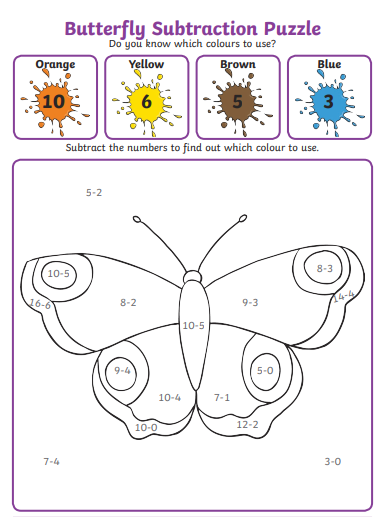 Butterfly Subtraction Puzzle
Do you know which colours to use?
Orange Yellow Brown Blue
10 6 5 3
Subtract the numbers to find out which colour to use.
5-2
10-5 8-3
16-6 8-2 9-3 14-4
10-5
9-4 5-0
10-4 7-1
10-0 12-2
7-4 3-0